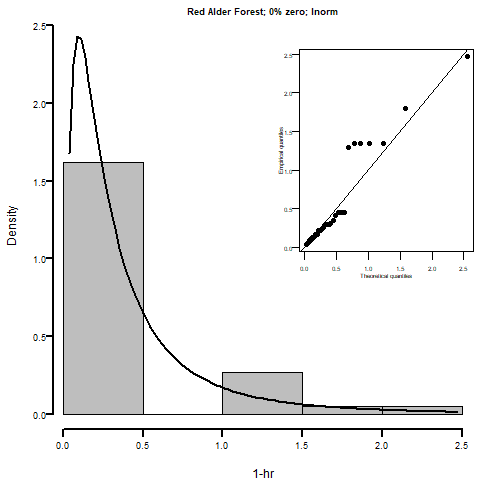 Red Alder Forest; 0% zero; lnorm
2.5
2.0
1.5
1.0
0.5
0.0
Density
0.0 0.5 1.0 1.5 2.0 2.5
1-hr
2.5
2.0
1.5
1.0
0.5
0.0
Empirical quantiles
0.0 0.5 1.0 1.5 2.0 2.5
Theoretical quantiles